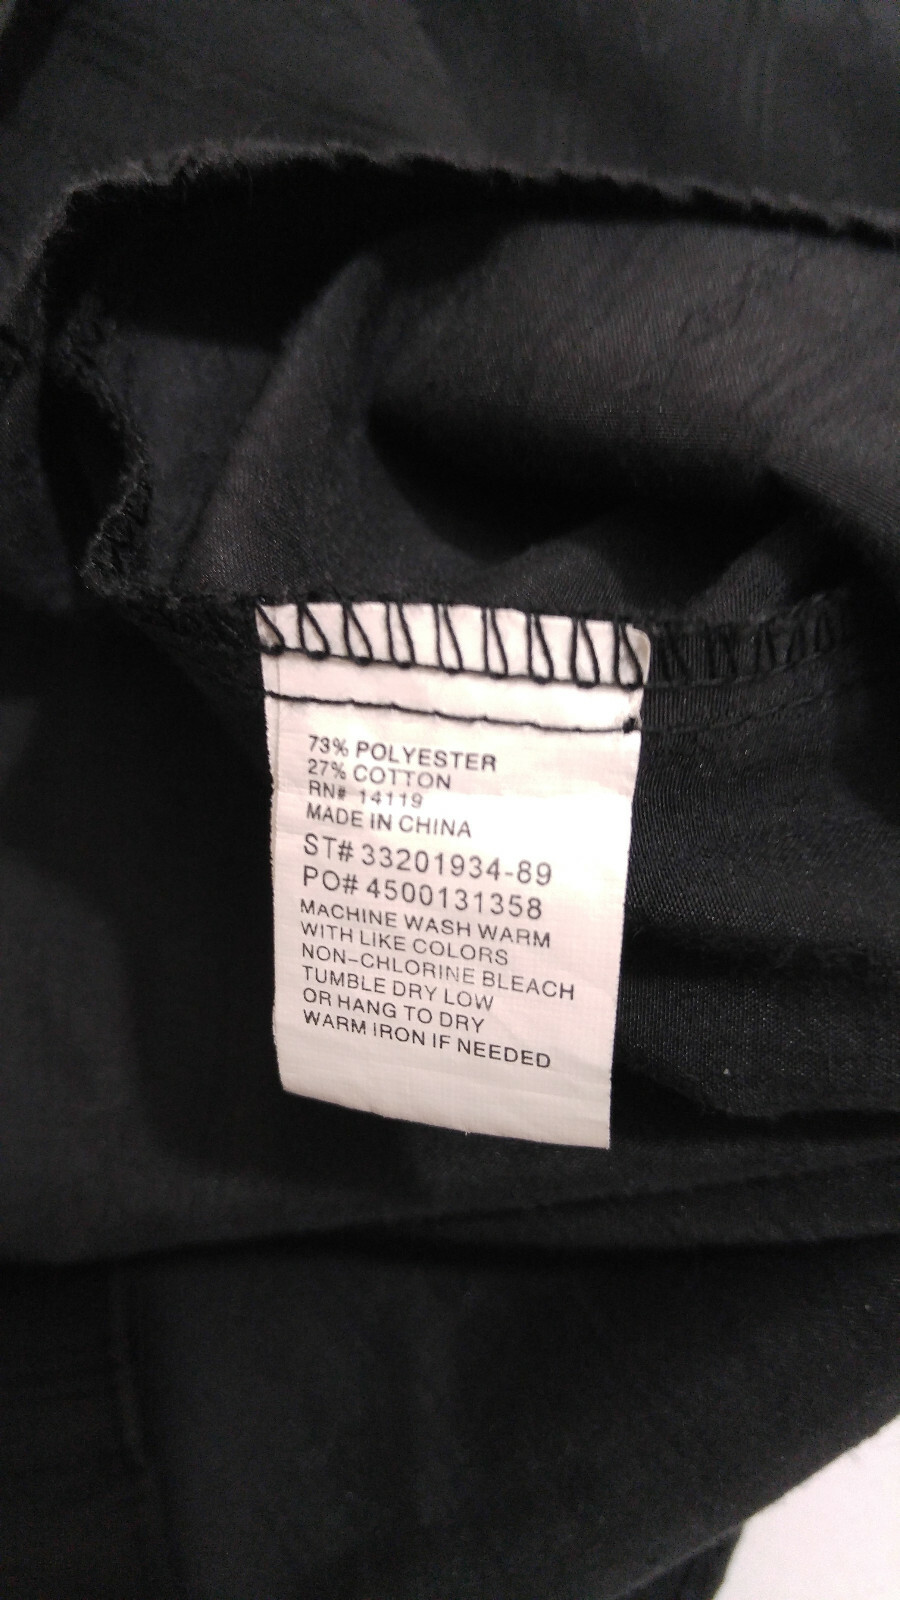 73% POLYESTER
27% COTTON
RN# 14119
MADE IN CHINA
ST# 33201934-89
PO# 4500131358
MACHINE WASH WARM
WITH LIKE COLORS
NON-CHLORINE BLEACH
TUMBLE DRY LOW
OR HANG TO DRY
WARM IRON IF NEEDED